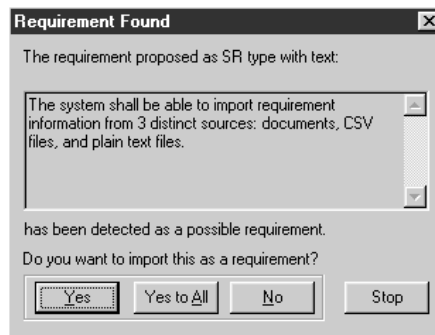 Requirement Found
The requirement proposed as SR type with text:
The system shall be able to import requirement
information from 3 distinct sources: documents, CSV
files, and plain text files.
has been detected as a possible requirement.
Do you want to import this as a requirement?
Yes Yes to All No Stop